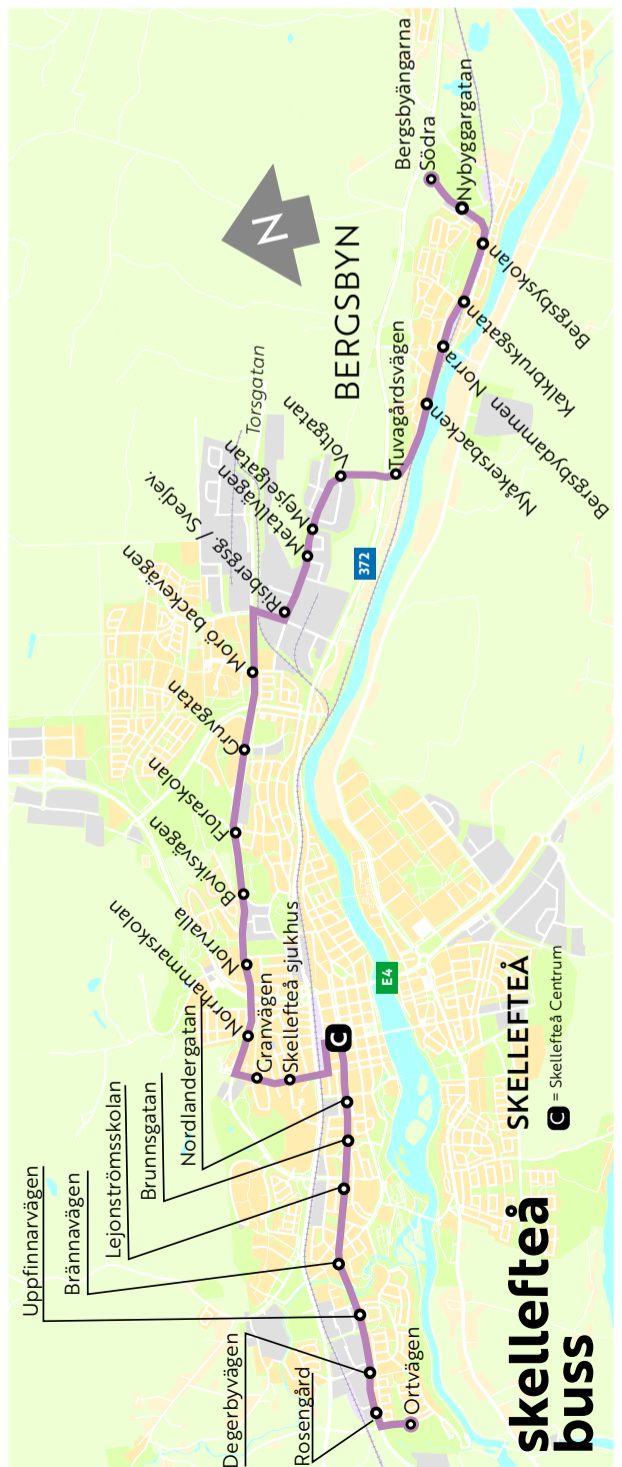 Bergsbyängarna
Södra
Nybyggargatan
Bergsbyskolan
Kalkbruksgatan
Bergsbydammen Norra
Nyåkersbacken
Tuvagårdsvägen
BERGSBYN
N
Torsgatan
Voltgatan
Mejselgatan
Metallvägen
Risbergsg. / Svedjev.
Morö backevägen
372
Gruvgatan
Floraskolan
Boviksvägen
Norrvalla
Norrhammarskolan
Granvägen
Skellefteå sjukhus
E4
C
SKELLEFTEÅ
C = Skellefteå Centrum
Nordlandergatan
Brunnsgatan
Lejonströmsskolan
Brännavägen
Uppfinnarvägen
Degerbyvägen
Rosengård
Ortvägen
skellefteå
buss